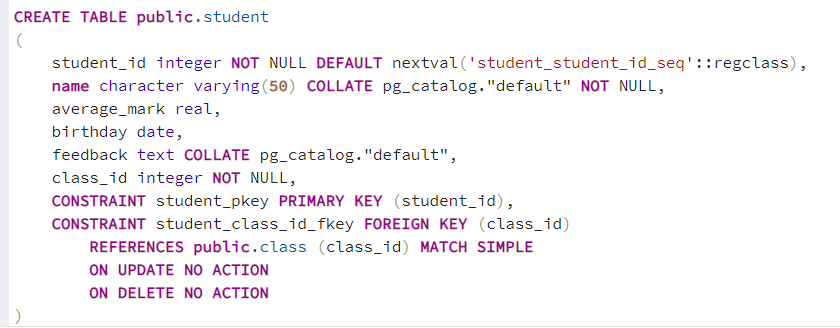 CREATE TABLE public.student
(
    student_id integer NOT NULL DEFAULT nextval('student_student_id_seq'::regclass),
    name character varying(50) COLLATE pg_catalog."default" NOT NULL,
    average_mark real,
    birthday date,
    feedback text COLLATE pg_catalog."default",
    class_id integer NOT NULL,
    CONSTRAINT student_pkey PRIMARY KEY (student_id),
    CONSTRAINT student_class_id_fkey FOREIGN KEY (class_id)
        REFERENCES public.class (class_id) MATCH SIMPLE
        ON UPDATE NO ACTION
        ON DELETE NO ACTION
)